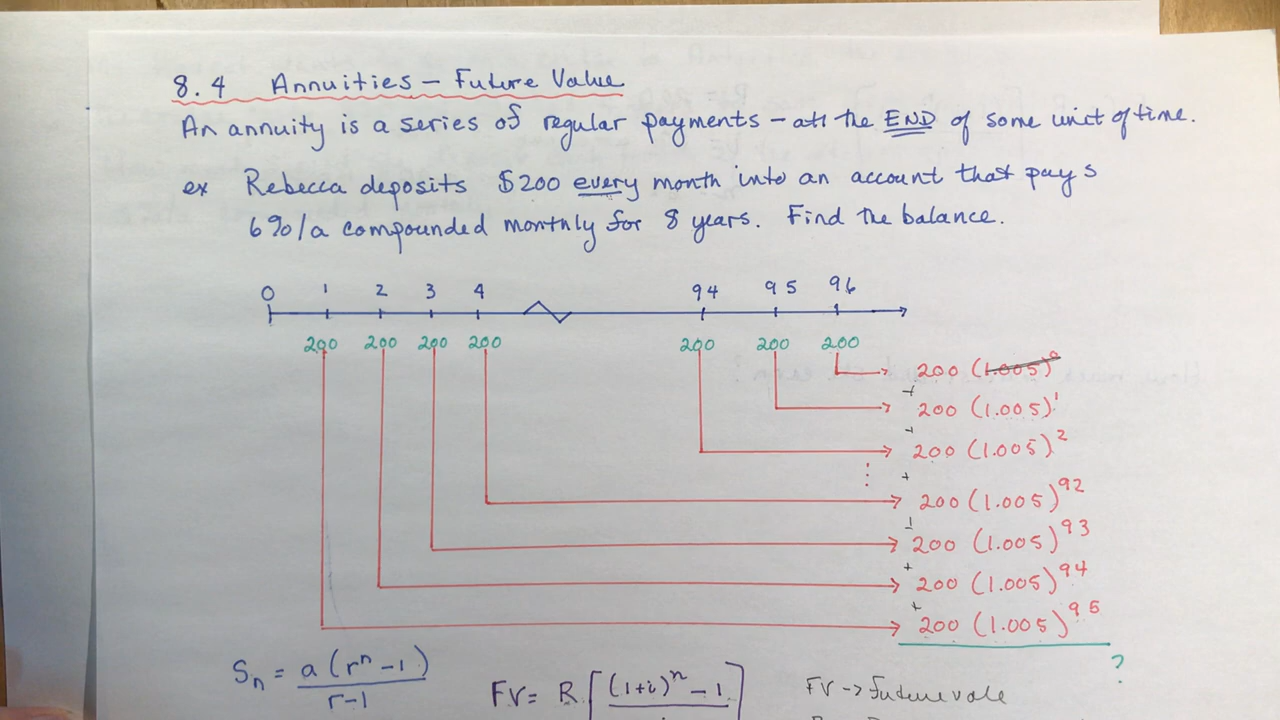 8.4 Annuities – Future Value
An annuity is a series of regular payments – at the END of some unit of time.
ex Rebecca deposits $200 every month into an account that pays
6%/a compounded monthly for 8 years. Find the balance.
0 1 2 3 4 94 95 96
200 200 200 200 200 200 200
200 (1.005)⁰
+ 200 (1.005)¹
+ 200 (1.005)²
+ 200 (1.005)⁹²
+ 200 (1.005)⁹³
+ 200 (1.005)⁹⁴
+ 200 (1.005)⁹⁵
?
Sₙ = a(rⁿ – 1)
r–1
FV = R [(1+i)ⁿ – 1]
FV → Future vale